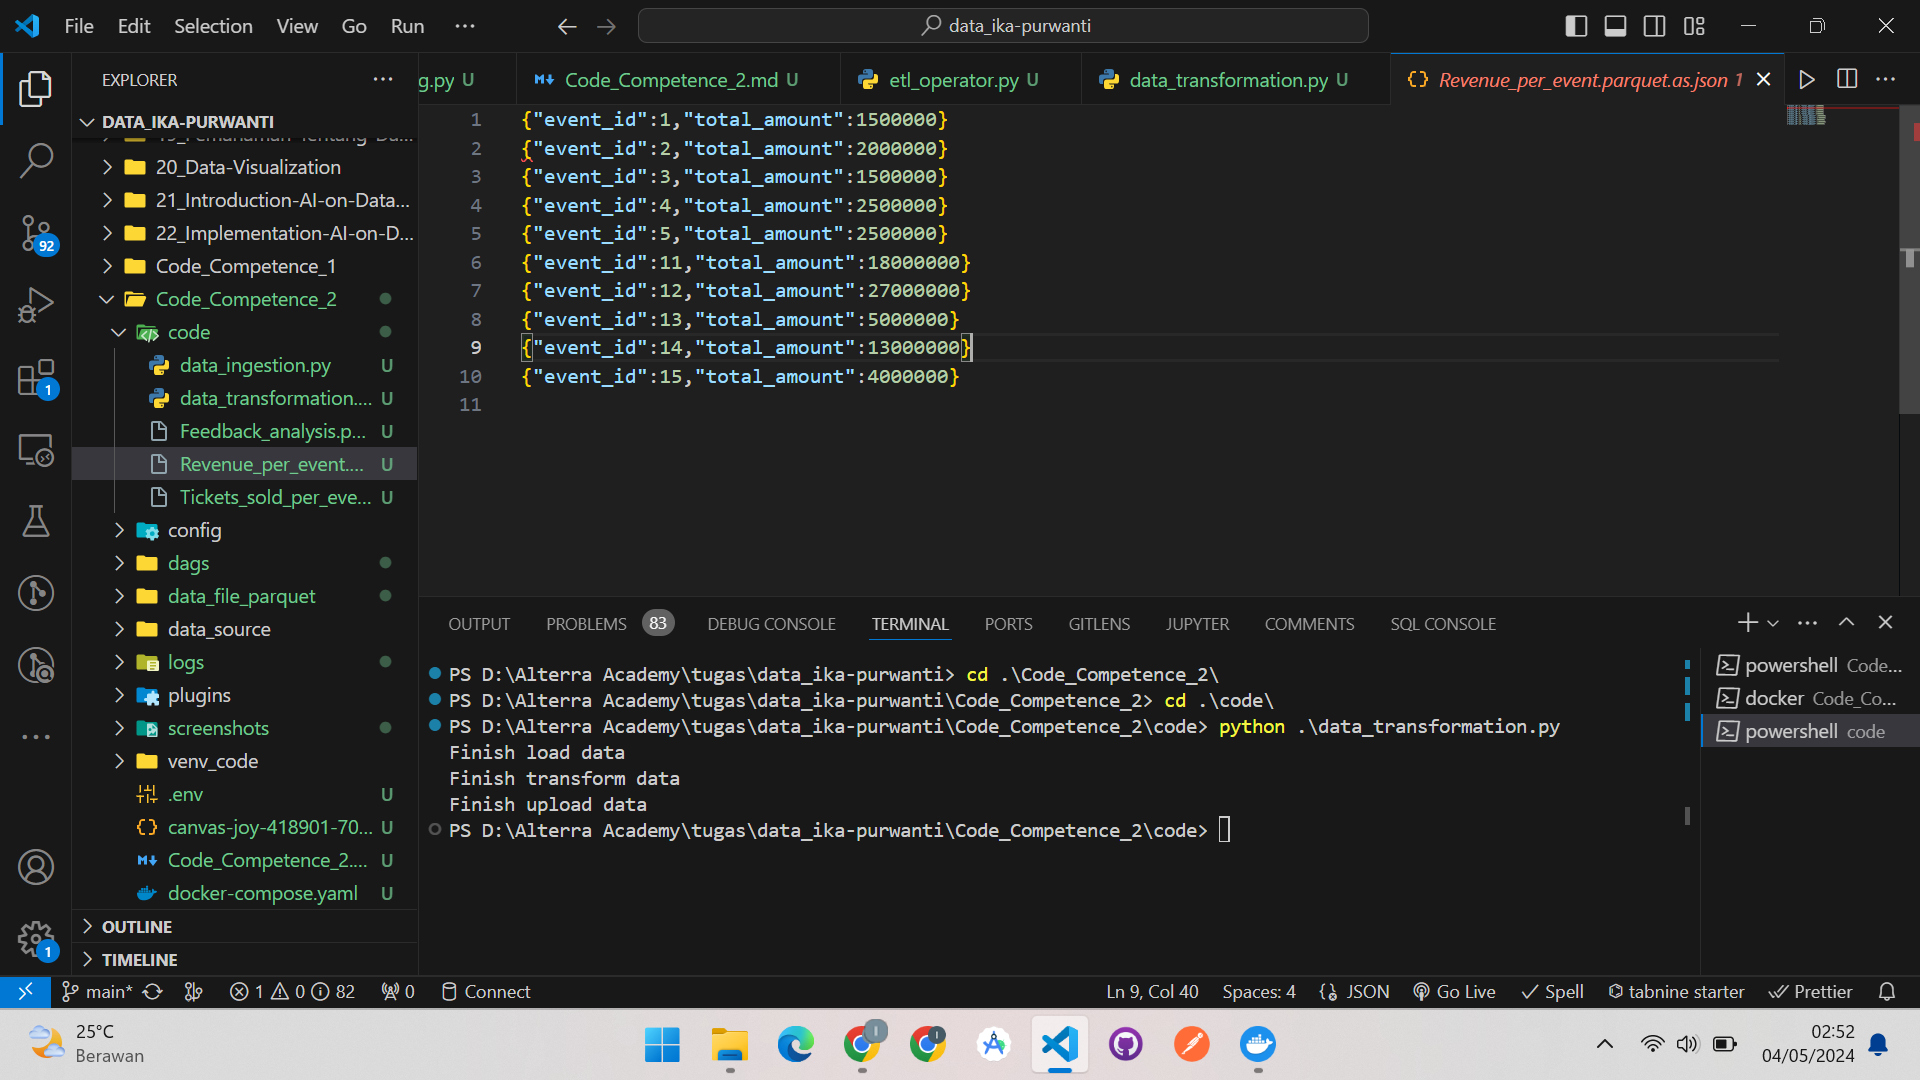 File Edit Selection View Go Run ...
data_ika-purwanti
EXPLORER
g.py U
Code_Competence_2.md U
etl_operator.py U
data_transformation.py U
Revenue_per_event.parquet.as.json 1
DATA_IKA-PURWANTI
20_Data-Visualization
21_Introduction-AI-on-Data...
22_Implementation-AI-on-D...
Code_Competence_1
Code_Competence_2
code
data_ingestion.py U
data_transformation.... U
Feedback_analysis.p... U
Revenue_per_event.... U
Tickets_sold_per_eve... U
config
dags
data_file_parquet
data_source
logs
plugins
screenshots
venv_code
.env U
canvas-joy-418901-70... U
Code_Competence_2.... U
docker-compose.yaml U
OUTLINE
TIMELINE
92
1
1
1 {"event_id":1,"total_amount":1500000}
2 {"event_id":2,"total_amount":2000000}
3 {"event_id":3,"total_amount":1500000}
4 {"event_id":4,"total_amount":2500000}
5 {"event_id":5,"total_amount":2500000}
6 {"event_id":11,"total_amount":18000000}
7 {"event_id":12,"total_amount":27000000}
8 {"event_id":13,"total_amount":5000000}
9 {"event_id":14,"total_amount":13000000}
10 {"event_id":15,"total_amount":4000000}
11
OUTPUT PROBLEMS 83 DEBUG CONSOLE TERMINAL PORTS GITLENS JUPYTER COMMENTS SQL CONSOLE
PS D:\Alterra Academy\tugas\data_ika-purwanti> cd .\Code_Competence_2\
PS D:\Alterra Academy\tugas\data_ika-purwanti\Code_Competence_2> cd .\code\
PS D:\Alterra Academy\tugas\data_ika-purwanti\Code_Competence_2\code> python .\data_transformation.py
Finish load data
Finish transform data
Finish upload data
PS D:\Alterra Academy\tugas\data_ika-purwanti\Code_Competence_2\code>
powershell Code...
docker Code_Co...
powershell code
main* 1 0 82 0 Connect
Ln 9, Col 40 Spaces: 4 JSON Go Live Spell tabnine starter Prettier
25°C
Berawan
02:52
04/05/2024